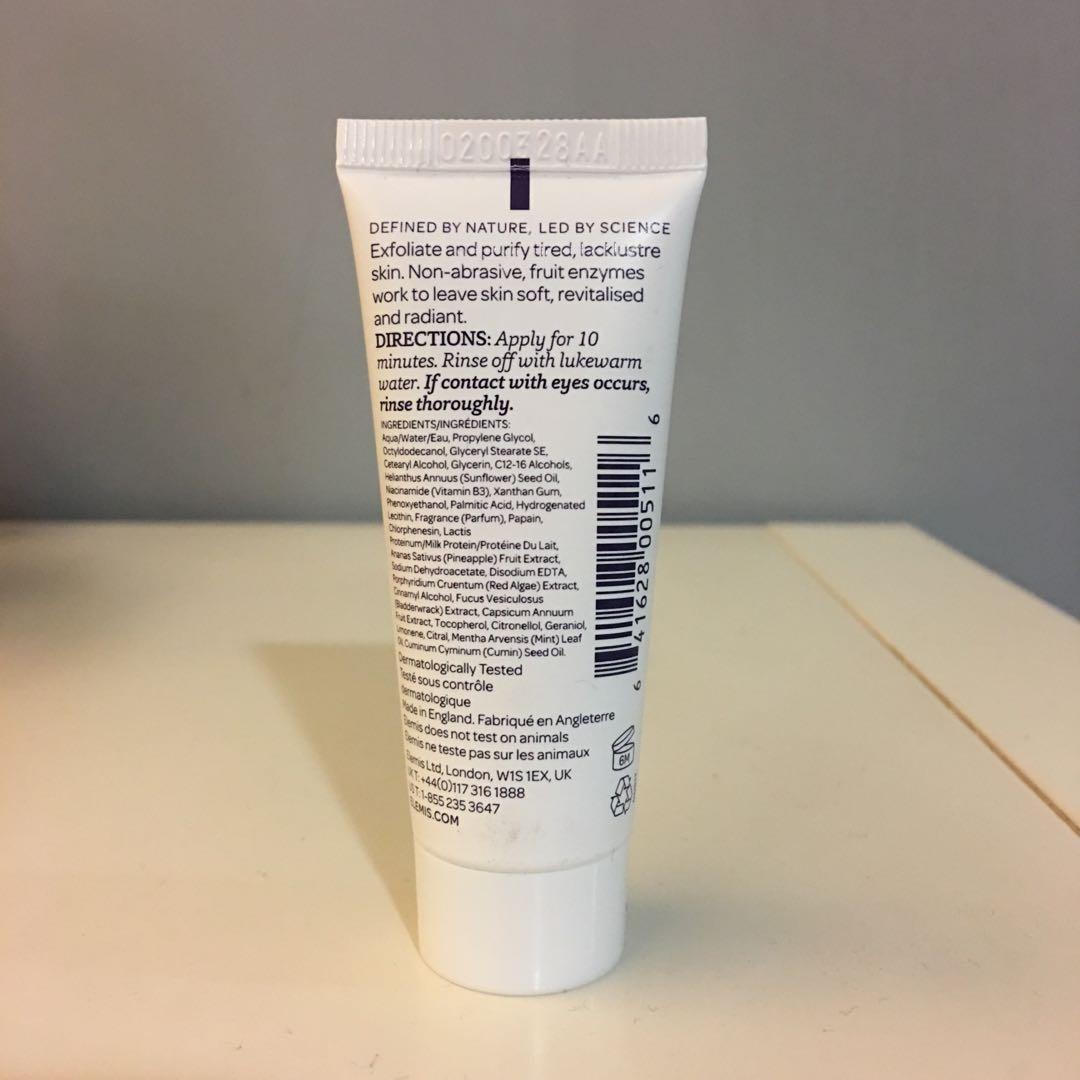 0200328AA
DEFINED BY NATURE, LED BY SCIENCE
Exfoliate and purify tired, lacklustre
skin. Non-abrasive, fruit enzymes
work to leave skin soft, revitalised
and radiant.
DIRECTIONS: Apply for 10
minutes. Rinse off with lukewarm
water. If contact with eyes occurs,
rinse thoroughly.
INGREDIENTS/INGRÉDIENTS:
Aqua/Water/Eau, Propylene Glycol,
Octyldodecanol, Glyceryl Stearate SE,
Cetearyl Alcohol, Glycerin, C12-16 Alcohols,
Helianthus Annuus (Sunflower) Seed Oil,
Niacinamide (Vitamin B3), Xanthan Gum,
Phenoxyethanol, Palmitic Acid, Hydrogenated
Lecithin, Fragrance (Parfum), Papain,
Chlorphenesin, Lactis
Proteinum/Milk Protein/Protéine Du Lait,
Ananas Sativus (Pineapple) Fruit Extract,
Sodium Dehydroacetate, Disodium EDTA,
Porphyridium Cruentum (Red Algae) Extract,
Cinnamyl Alcohol, Fucus Vesiculosus
(Bladderwrack) Extract, Capsicum Annuum
Fruit Extract, Tocopherol, Citronellol, Geraniol,
Limonene, Citral, Mentha Arvensis (Mint) Leaf
Oil, Cuminum Cyminum (Cumin) Seed Oil.
Dermatologically Tested
Testé sous contrôle
dermatologique
Made in England. Fabriqué en Angleterre
Elemis does not test on animals
Elemis ne teste pas sur les animaux
Elemis Ltd, London, W1S 1EX, UK
UK T: +44(0)117 316 1888
US T: 1-855 235 3647
ELEMIS.COM
6 41628 00511 6
6M